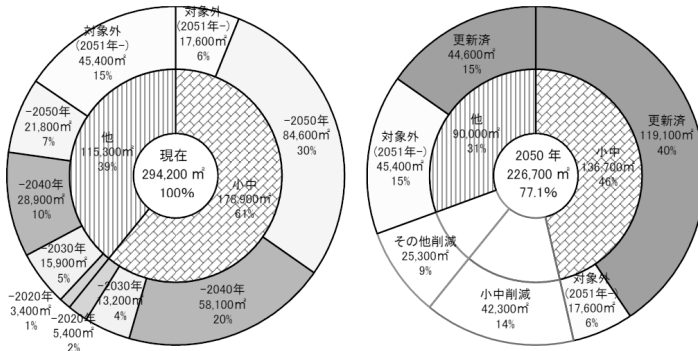 対象外
(2051年-)
17,600㎡
6%
-2050年
84,600㎡
30%
小中
178,900㎡
61%
-2040年
58,100㎡
20%
-2030年
13,200㎡
4%
-2020年
5,400㎡
2%
-2020年
3,400㎡
1%
-2030年
15,900㎡
5%
-2040年
28,900㎡
10%
-2050年
21,800㎡
7%
対象外
(2051年-)
45,400㎡
15%
他
115,300㎡
39%
現在
294,200 ㎡
100%
更新済
119,100㎡
40%
小中
136,700㎡
46%
対象外
(2051年-)
17,600㎡
6%
小中削減
42,300㎡
14%
その他削減
25,300㎡
9%
対象外
(2051年-)
45,400㎡
15%
更新済
44,600㎡
15%
他
90,000㎡
31%
2050 年
226,700 ㎡
77.1%